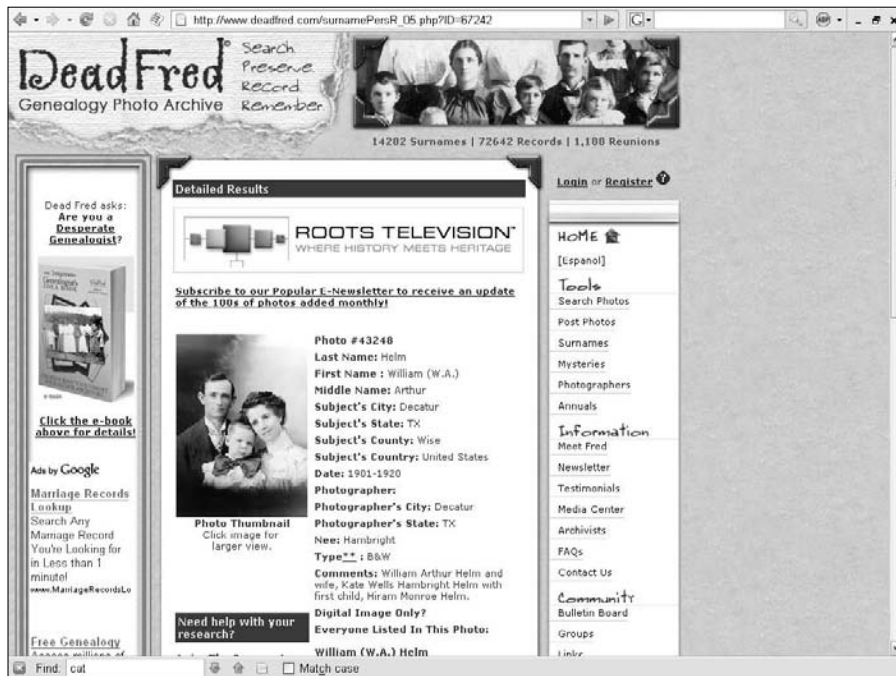 http://www.deadfred.com/surnamePersR_05.php?ID=67242
G
ABP
DeadFred
Genealogy Photo Archive
Search
Preserve
Record
Remember
14202 Surnames | 72642 Records | 1,100 Reunions
Dead Fred asks:
Are you a
Desperate
Genealogist?
Click the e-book
above for details!
Ads by Google
Marriage Records
Lookup
Search Any
Marriage Record
You're Looking for
in Less than 1
minute!
www.MarriageRecordsLo
Free Genealogy
Access millions of
Detailed Results
ROOTS TELEVISION
WHERE HISTORY MEETS HERITAGE
Subscribe to our Popular E-Newsletter to receive an update
of the 100s of photos added monthly!
Photo Thumbnail
Click image for
larger view.
Need help with your
research?
Photo #43248
Last Name: Helm
First Name : William (W.A.)
Middle Name: Arthur
Subject's City: Decatur
Subject's State: TX
Subject's County: Wise
Subject's Country: United States
Date: 1901-1920
Photographer:
Photographer's City: Decatur
Photographer's State: TX
Nee: Hambright
Type** : B&W
Comments: William Arthur Helm and
wife, Kate Wells Hambright Helm with
first child, Hiram Monroe Helm.
Digital Image Only?
Everyone Listed In This Photo:
William (W.A.) Helm
Login or Register ?
HOME
[Espanol]
Tools
Search Photos
Post Photos
Surnames
Mysteries
Photographers
Annuals
Information
Meet Fred
Newsletter
Testimonials
Media Center
Archivists
FAQs
Contact Us
Community
Bulletin Board
Groups
Links
Find: cat
Match case